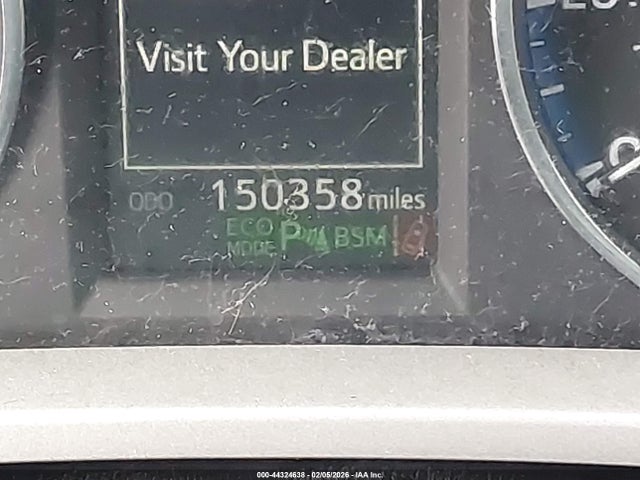 Visit Your Dealer
ODO 150358 miles
ECO MODE P BSM
000-44324638 - 02/05/2026 - IAA Inc.